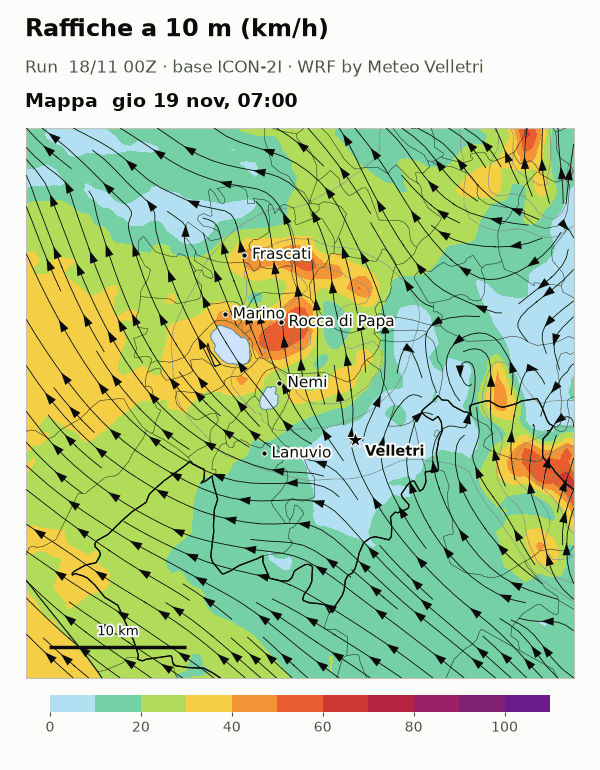 Raffiche a 10 m (km/h)
Run  18/11 00Z · base ICON-2I · WRF by Meteo Velletri
Mappa  gio 19 nov, 07:00
Frascati
Marino
Rocca di Papa
Nemi
Velletri
Lanuvio
10 km
0 20 40 60 80 100